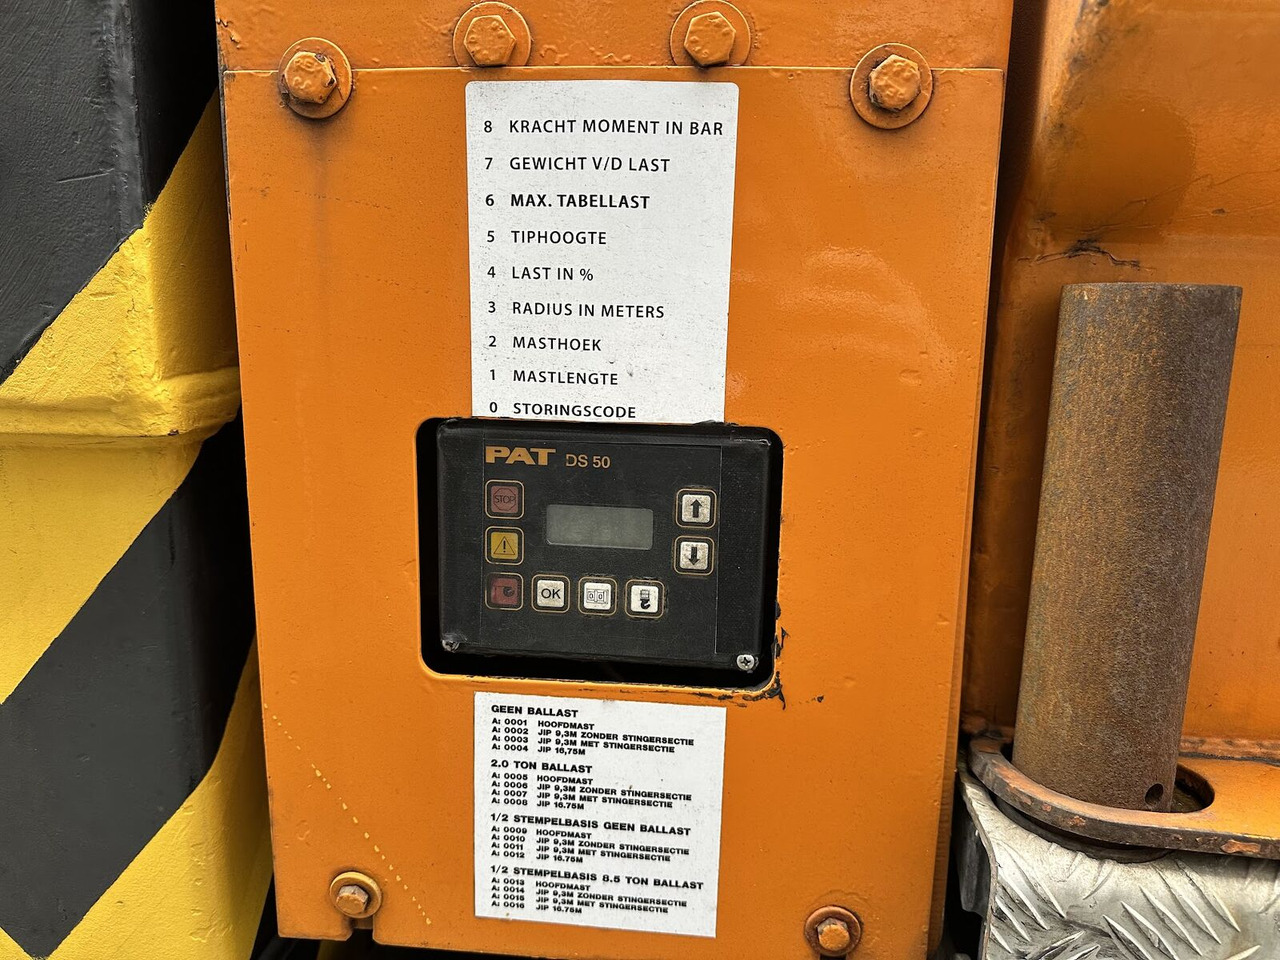 8 KRACHT MOMENT IN BAR
7 GEWICHT V/D LAST
6 MAX. TABELLAST
5 TIPHOOGTE
4 LAST IN %
3 RADIUS IN METERS
2 MASTHOEK
1 MASTLENGTE
0 STORINGSCODE
PAT DS 50
STOP
OK
GEEN BALLAST
A: 0001 HOOFDMAST
A: 0002 JIP 9,3M ZONDER STINGERSECTIE
A: 0003 JIP 9,3M MET STINGERSECTIE
A: 0004 JIP 16,75M
2.0 TON BALLAST
A: 0005 HOOFDMAST
A: 0006 JIP 9,3M ZONDER STINGERSECTIE
A: 0007 JIP 9,3M MET STINGERSECTIE
A: 0008 JIP 16.75M
1/2 STEMPELBASIS GEEN BALLAST
A: 0009 HOOFDMAST
A: 0010 JIP 9,3M ZONDER STINGERSECTIE
A: 0011 JIP 9,3M MET STINGERSECTIE
A: 0012 JIP 16.75M
1/2 STEMPELBASIS 8.5 TON BALLAST
A: 0013 HOOFDMAST
A: 0014 JIP 9,3M ZONDER STINGERSECTIE
A: 0015 JIP 9,3M MET STINGERSECTIE
A: 0016 JIP 16.75M